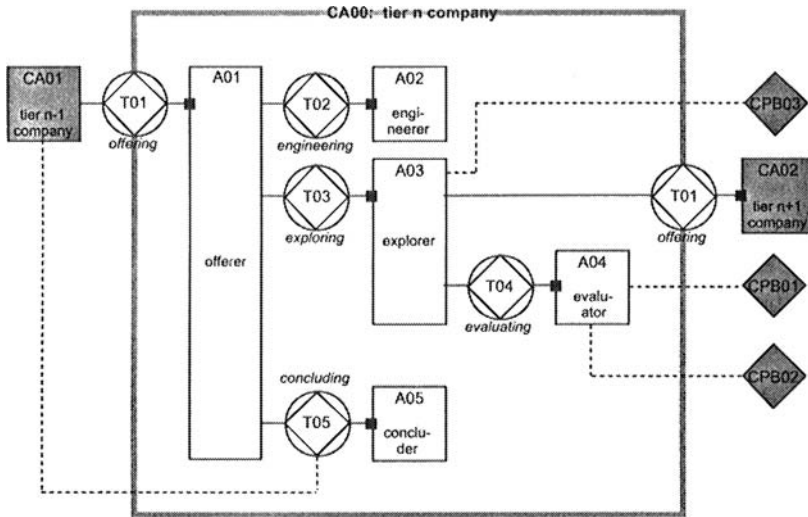 CA00: tier n company
CA01
tier n-1
company
T01
offering
A01
offerer
T02
engineering
A02
engi-
neerer
T03
exploring
A03
explorer
CPB03
T01
offering
CA02
tier n+1
company
T04
evaluating
A04
evalu-
ator
CPB01
CPB02
concluding
T05
A05
conclu-
der